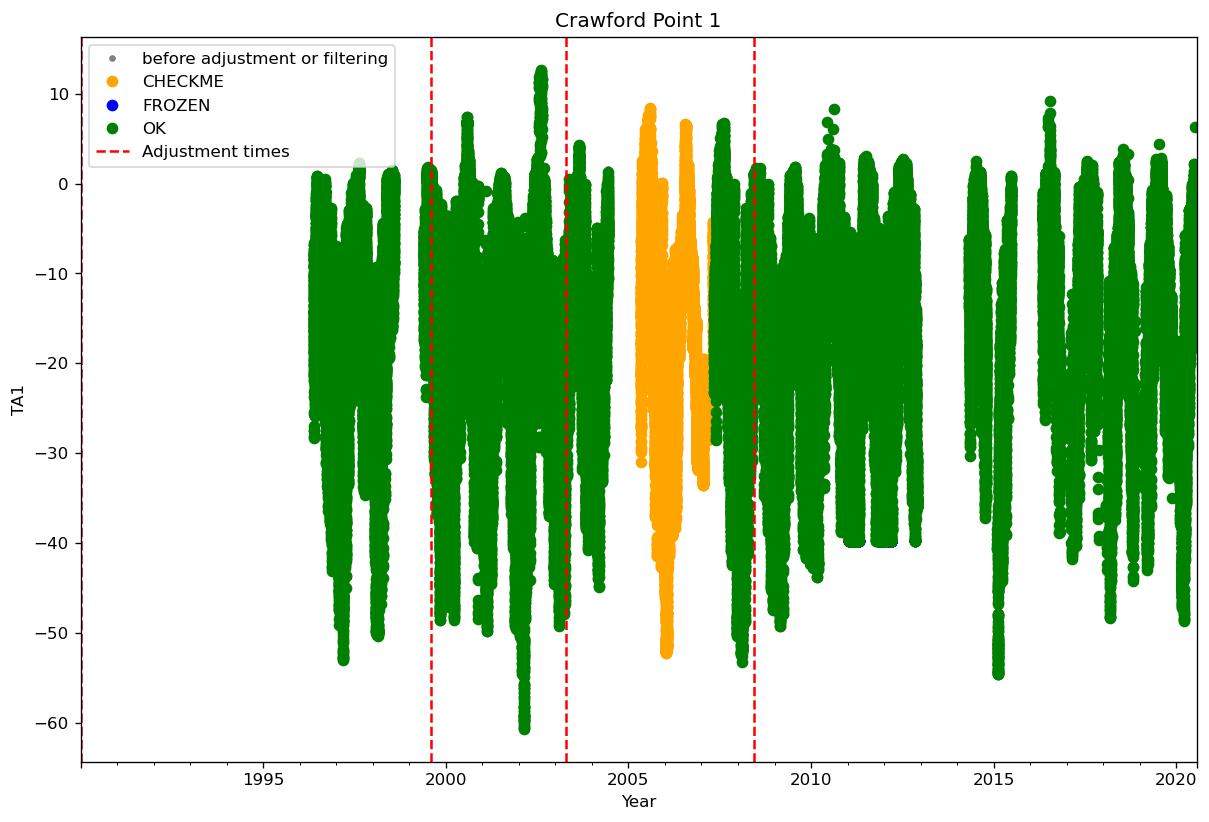 Crawford Point 1
before adjustment or filtering
CHECKME
FROZEN
OK
Adjustment times
10
0
−10
−20
−30
−40
−50
−60
TA1
1995
2000
2005
2010
2015
2020
Year